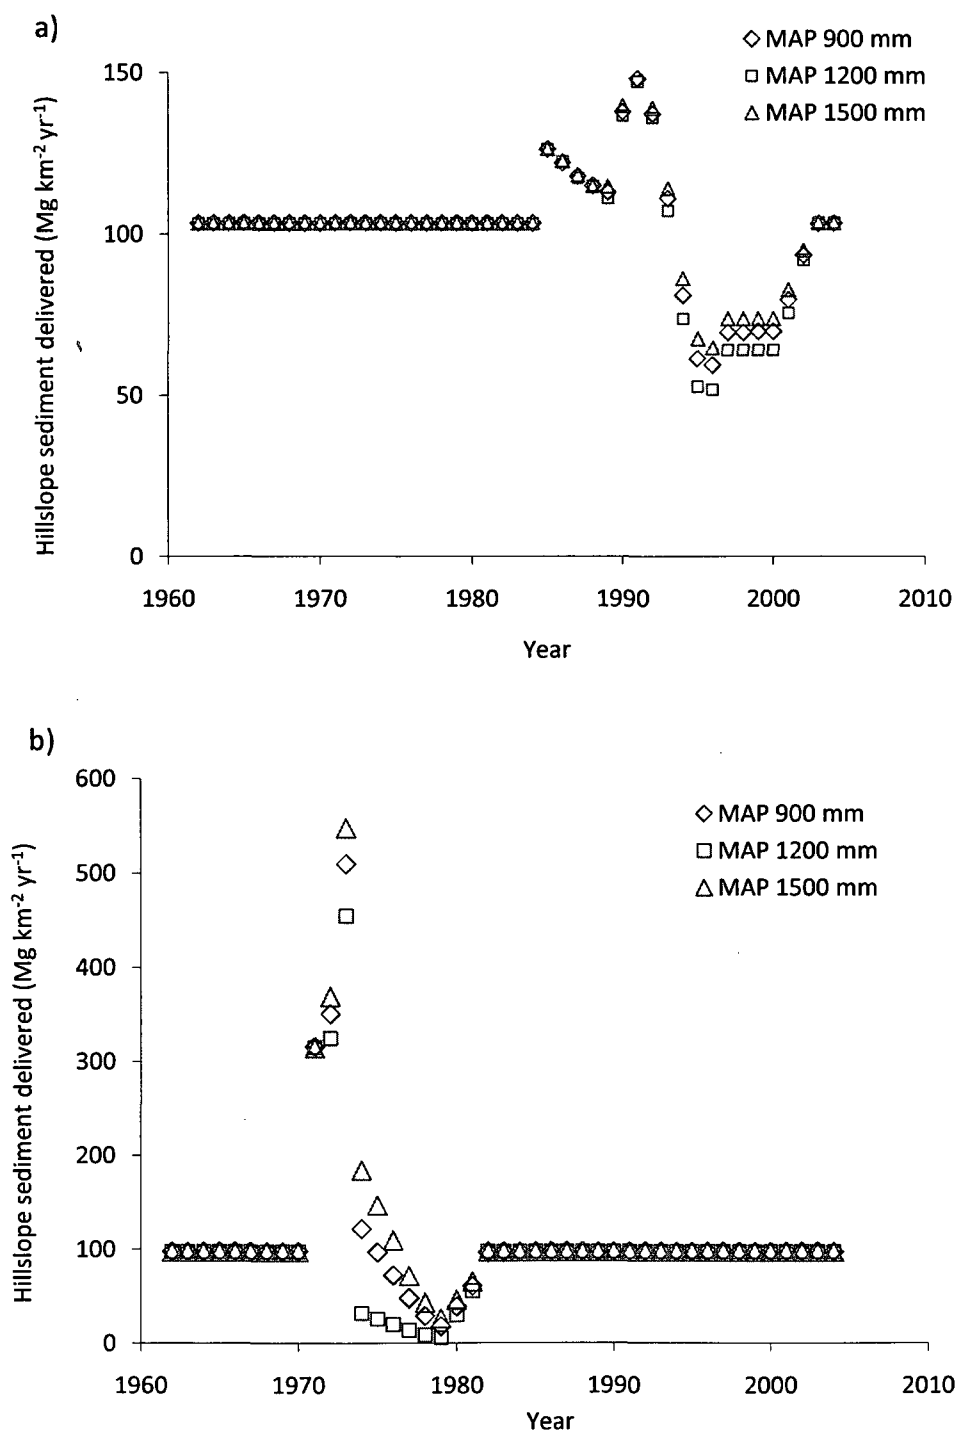 a)
MAP 900 mm
MAP 1200 mm
MAP 1500 mm
Hillslope sediment delivered (Mg km⁻² yr⁻¹)
150
100
50
0
1960 1970 1980 1990 2000 2010
Year
b)
MAP 900 mm
MAP 1200 mm
MAP 1500 mm
Hillslope sediment delivered (Mg km⁻² yr⁻¹)
600
500
400
300
200
100
0
1960 1970 1980 1990 2000 2010
Year